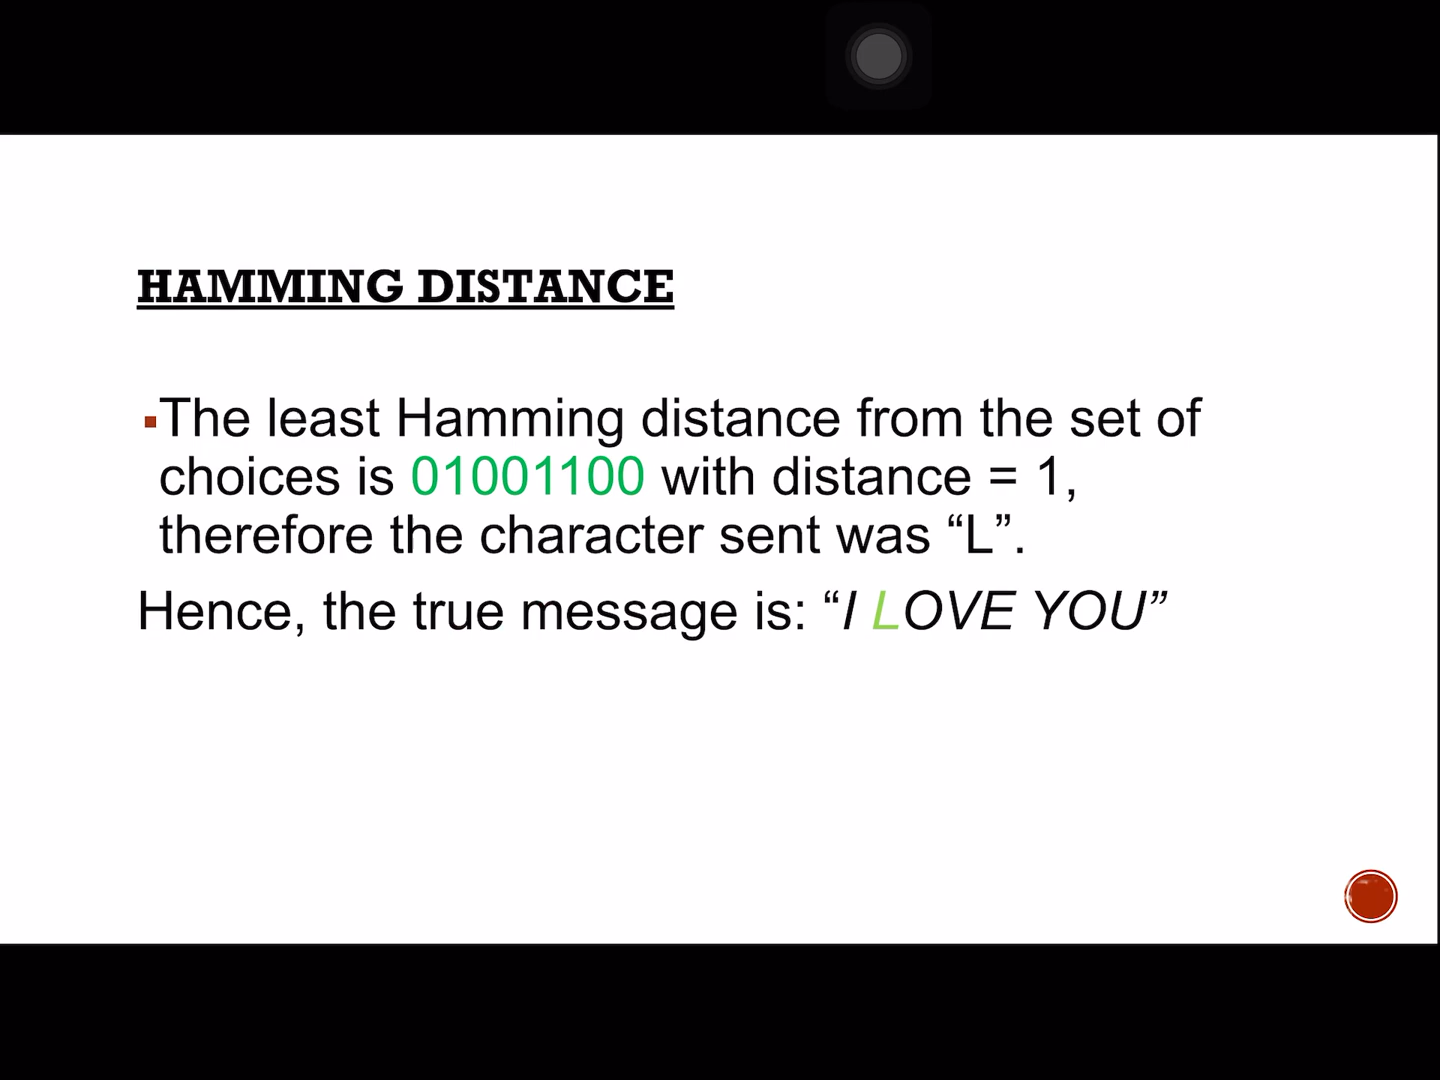 HAMMING DISTANCE
▪The least Hamming distance from the set of
choices is 01001100 with distance = 1,
therefore the character sent was “L”.
Hence, the true message is: “I LOVE YOU”